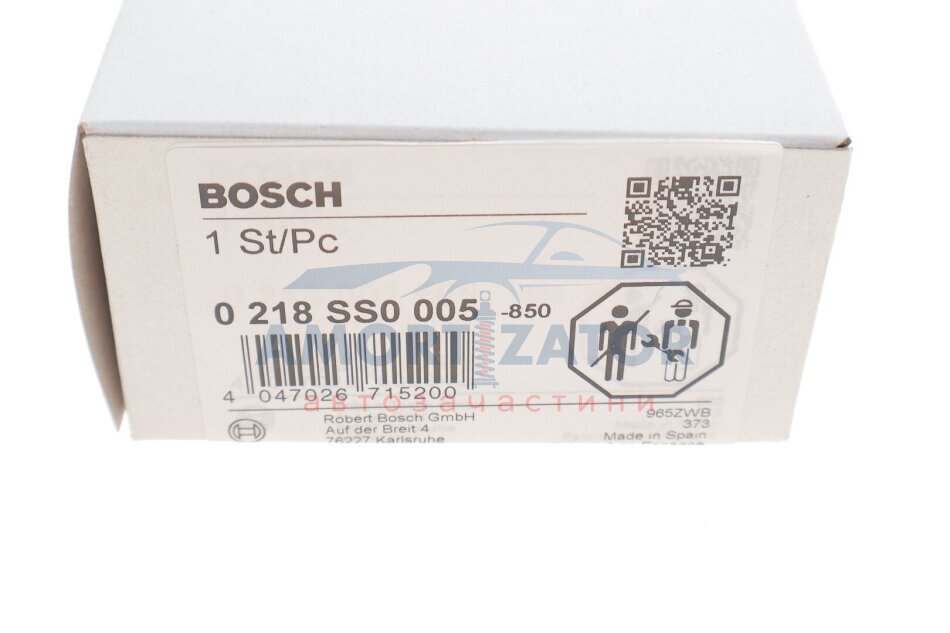 BOSCH
1 St/Pc
0 218 SS0 005 -850
AMORTIZATOR
4 047026 715200
автозапчастини
965ZWB
Robert Bosch GmbH
373
Auf der Breit 4
Made in Spain
76227 Karlsruhe